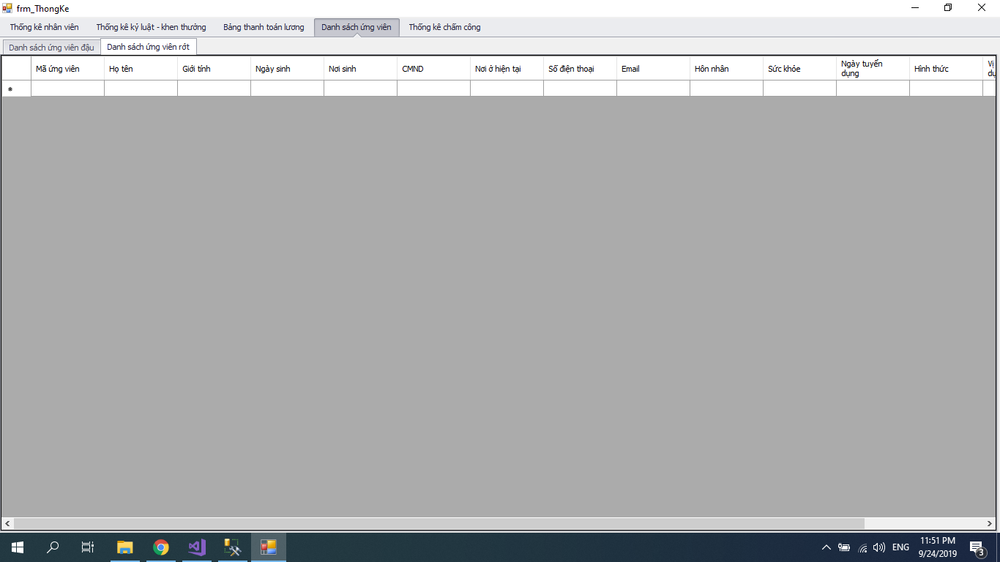 frm_ThongKe
Thống kê nhân viên Thống kê kỷ luật - khen thưởng Bảng thanh toán lương Danh sách ứng viên Thống kê chấm công
Danh sách ứng viên đậu Danh sách ứng viên rớt
Mã ứng viên Họ tên Giới tính Ngày sinh Nơi sinh CMND Nơi ở hiện tại Số điện thoại Email Hôn nhân Sức khỏe Ngày tuyển dụng Hình thức
ENG
11:51 PM
9/24/2019
3